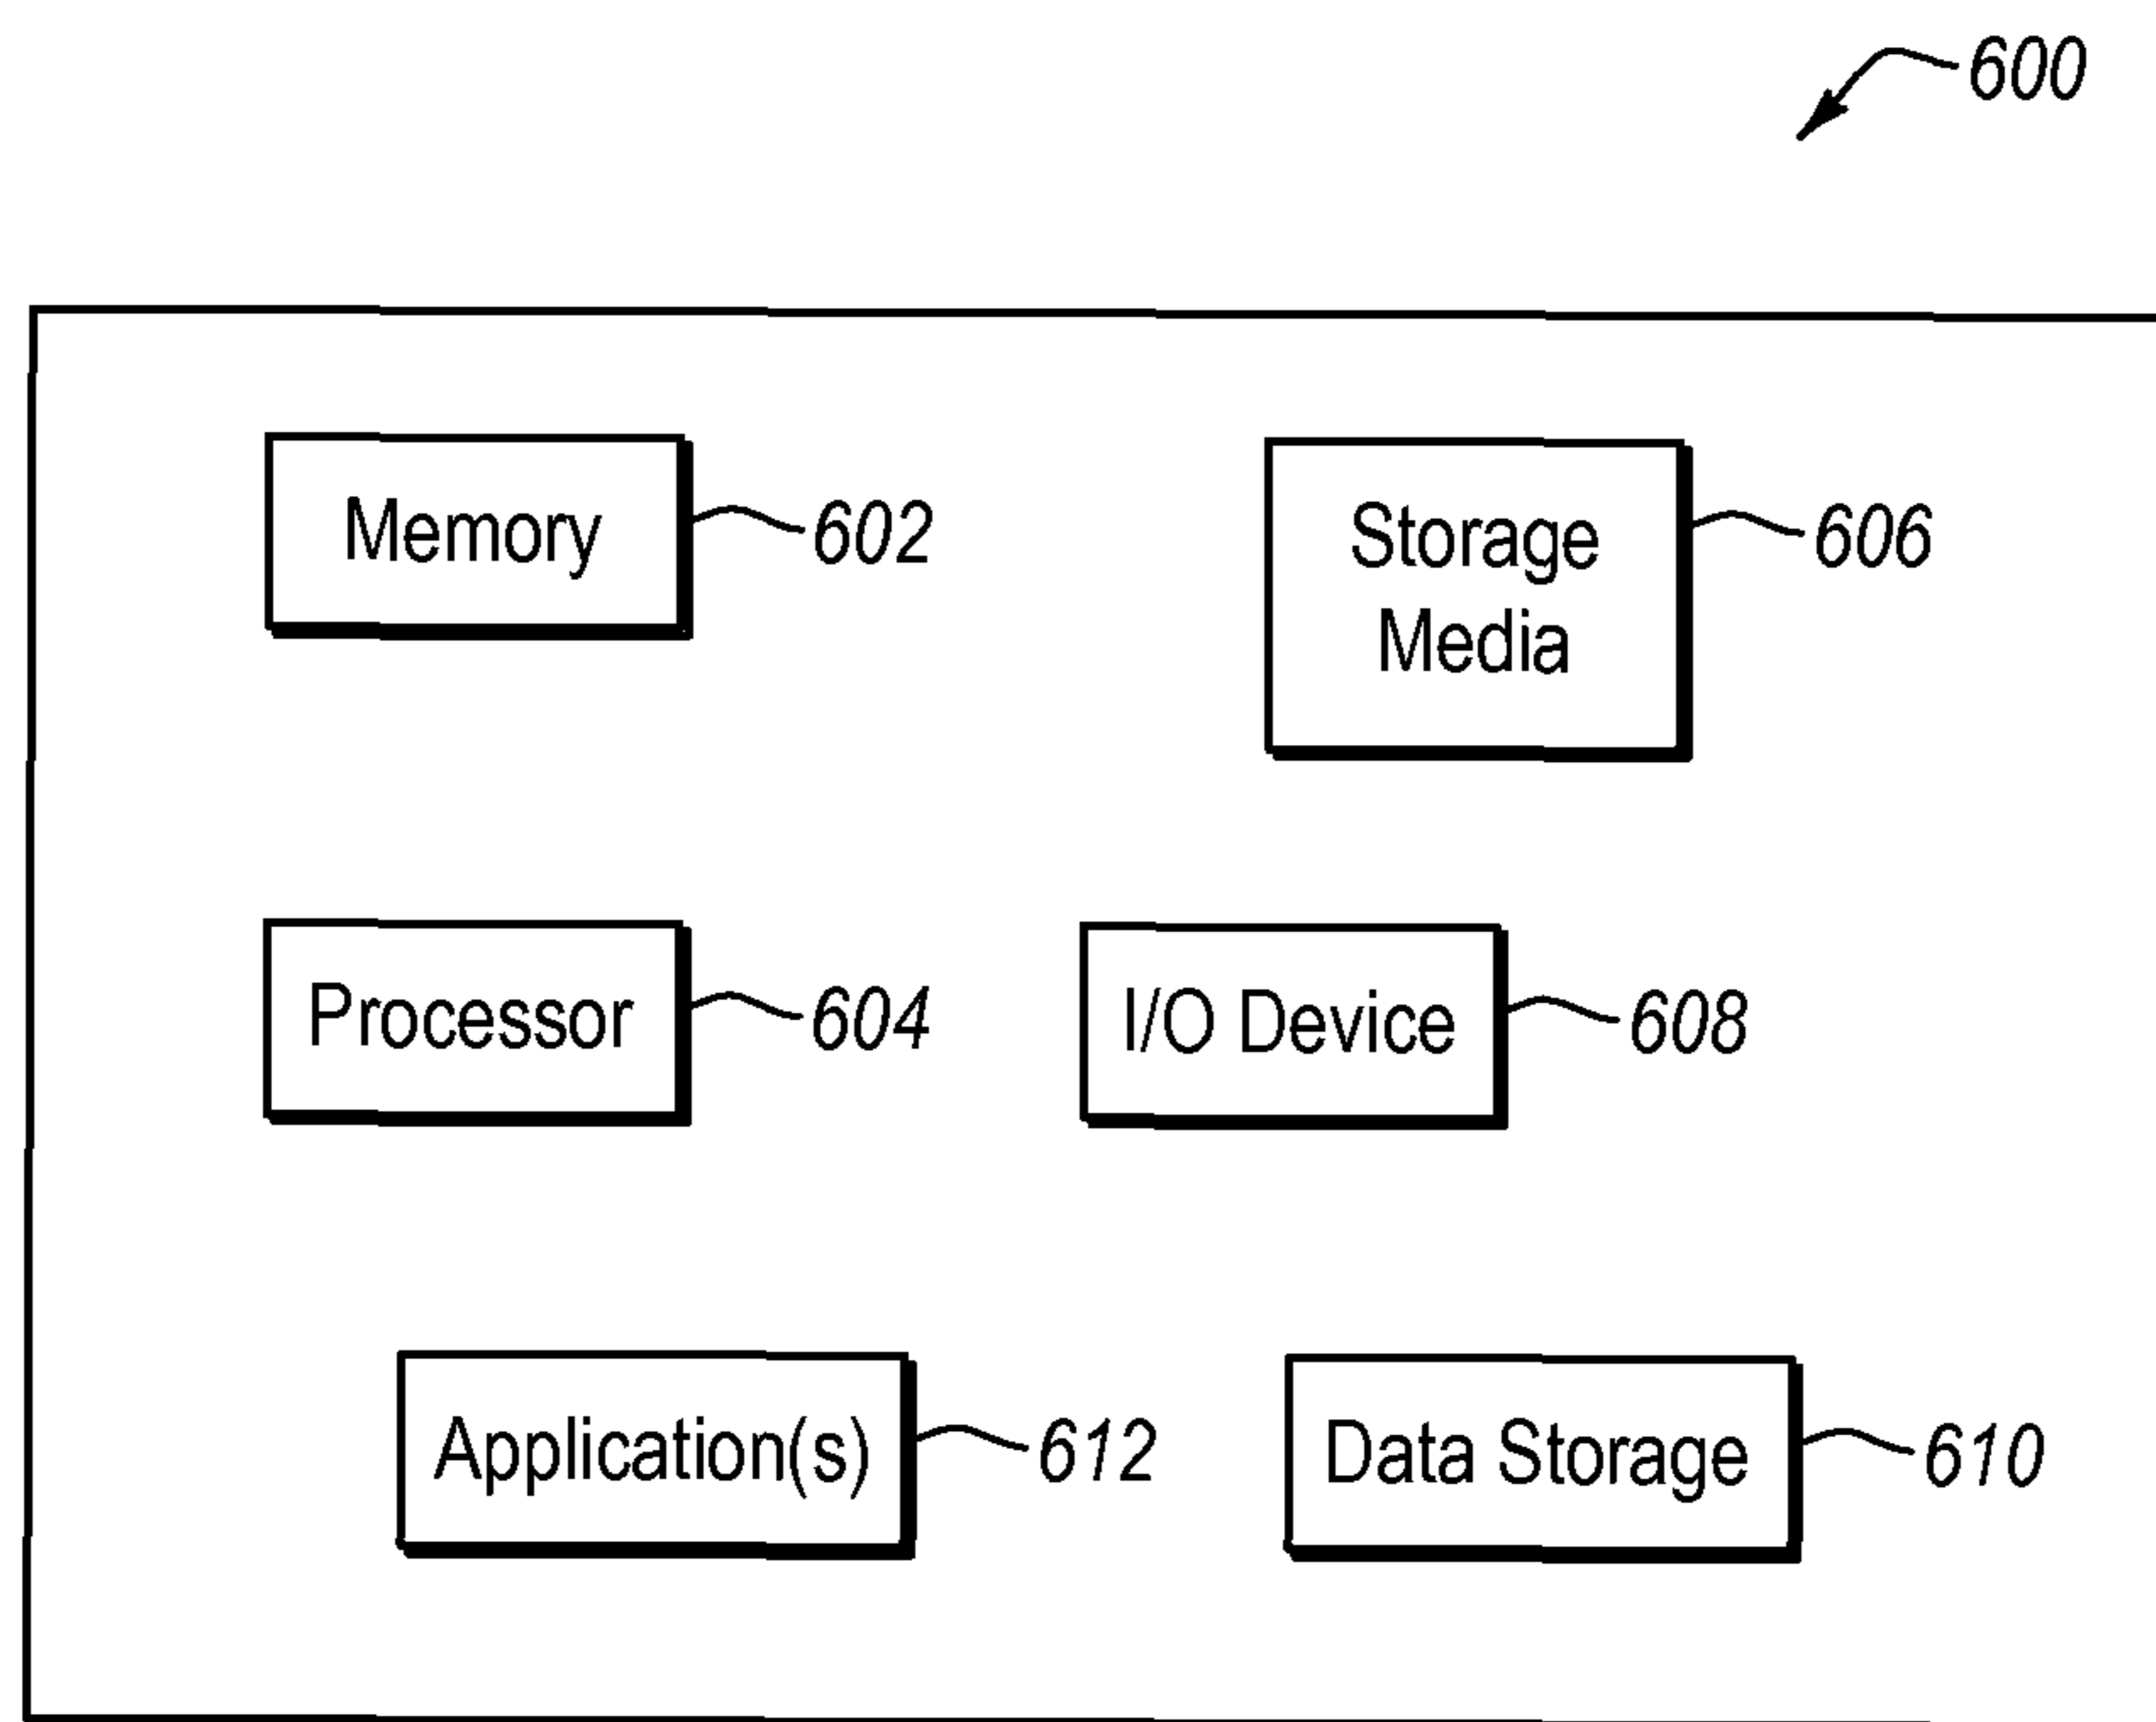 600
Memory
602
Storage
Media
606
Processor
604
I/O Device
608
Application(s)
612
Data Storage
610